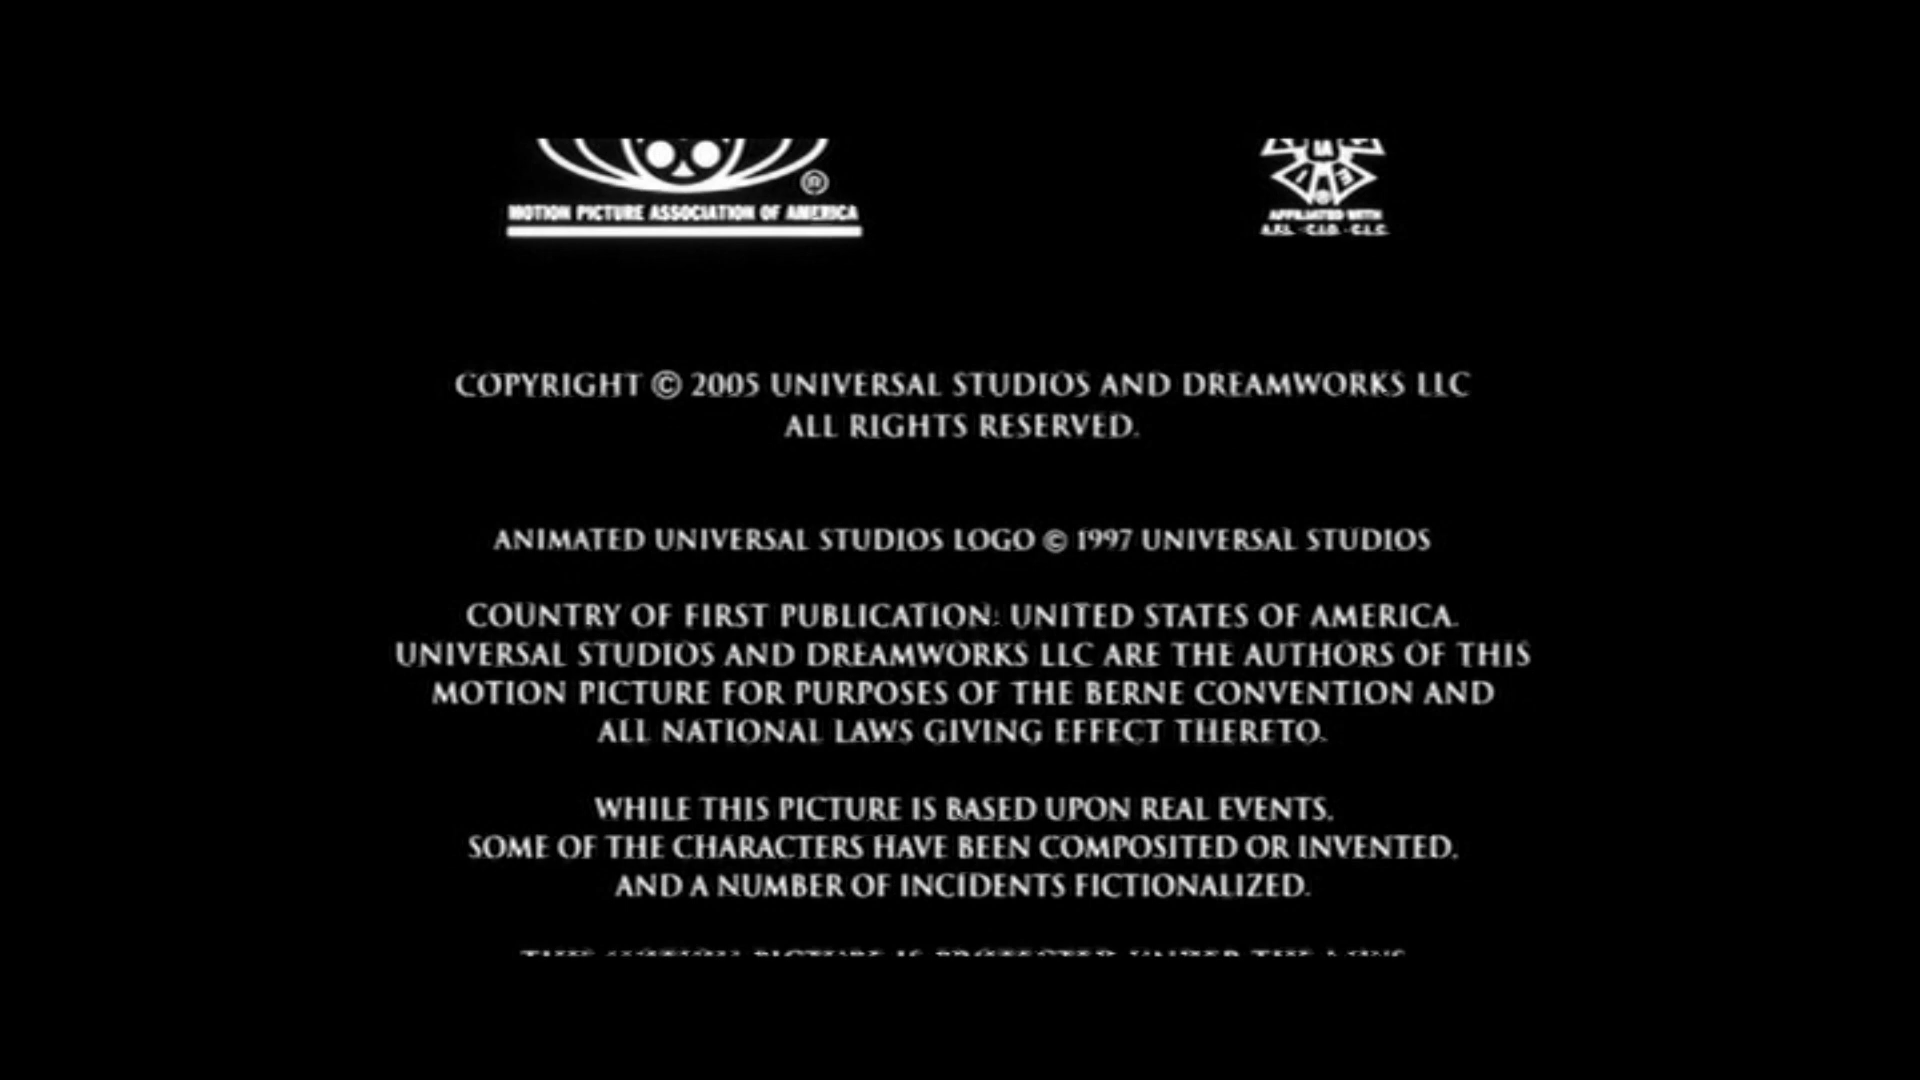 MOTION PICTURE ASSOCIATION OF AMERICA
®
AFFILIATED WITH
COPYRIGHT © 2005 UNIVERSAL STUDIOS AND DREAMWORKS LLC
ALL RIGHTS RESERVED.
ANIMATED UNIVERSAL STUDIOS LOGO © 1997 UNIVERSAL STUDIOS
COUNTRY OF FIRST PUBLICATION: UNITED STATES OF AMERICA.
UNIVERSAL STUDIOS AND DREAMWORKS LLC ARE THE AUTHORS OF THIS
MOTION PICTURE FOR PURPOSES OF THE BERNE CONVENTION AND
ALL NATIONAL LAWS GIVING EFFECT THERETO.
WHILE THIS PICTURE IS BASED UPON REAL EVENTS,
SOME OF THE CHARACTERS HAVE BEEN COMPOSITED OR INVENTED,
AND A NUMBER OF INCIDENTS FICTIONALIZED.